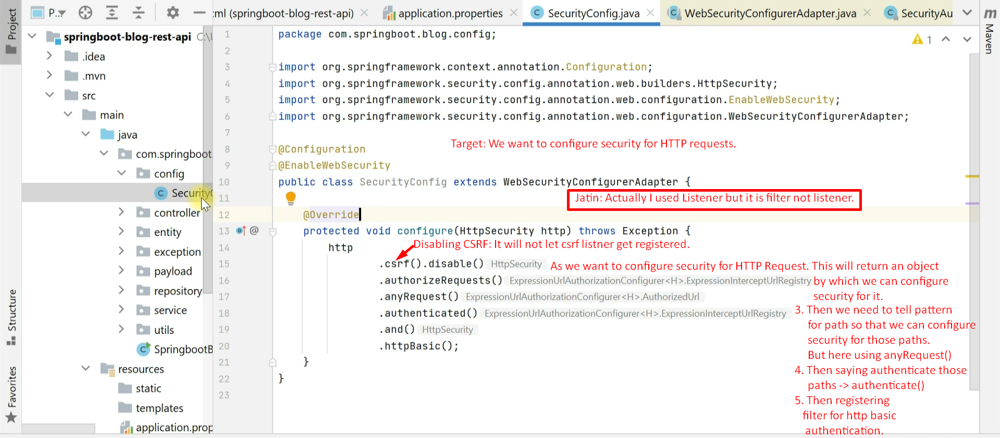 Project
P...
xml (springboot-blog-rest-api)
application.properties
SecurityConfig.java
WebSecurityConfigurerAdapter.java
SecurityAu
m
Maven
springboot-blog-rest-api C:\U
.idea
.mvn
src
main
java
com.springboot.
config
SecurityC
controller
entity
exception
payload
repository
service
utils
SpringbootB
resources
static
templates
application.prop
Structure
Favorites
1
1 package com.springboot.blog.config;
2
3 import org.springframework.context.annotation.Configuration;
4 import org.springframework.security.config.annotation.web.builders.HttpSecurity;
5 import org.springframework.security.config.annotation.web.configuration.EnableWebSecurity;
6 import org.springframework.security.config.annotation.web.configuration.WebSecurityConfigurerAdapter;
7
Target: We want to configure security for HTTP requests.
8 @Configuration
9 @EnableWebSecurity
10 public class SecurityConfig extends WebSecurityConfigurerAdapter {
11
Jatin: Actually I used Listener but it is filter not listener.
12 @Override
13 @ protected void configure(HttpSecurity http) throws Exception {
Disabling CSRF: It will not let csrf listner get registered.
14 http
15 .csrf().disable() HttpSecurity
16 .authorizeRequests() ExpressionUrlAuthorizationConfigurer<H>.ExpressionInterceptUrlRegistry
17 .anyRequest() ExpressionUrlAuthorizationConfigurer<H>.AuthorizedUrl
18 .authenticated() ExpressionUrlAuthorizationConfigurer<H>.ExpressionInterceptUrlRegistry
19 .and() HttpSecurity
20 .httpBasic();
21 }
22 }
23
As we want to configure security for HTTP Request. This will return an object
by which we can configure
security for it.
3. Then we need to tell pattern
for path so that we can configure
security for those paths.
But here using anyRequest()
4. Then saying authenticate those
paths -> authenticate()
5. Then registering
filter for http basic
authentication.